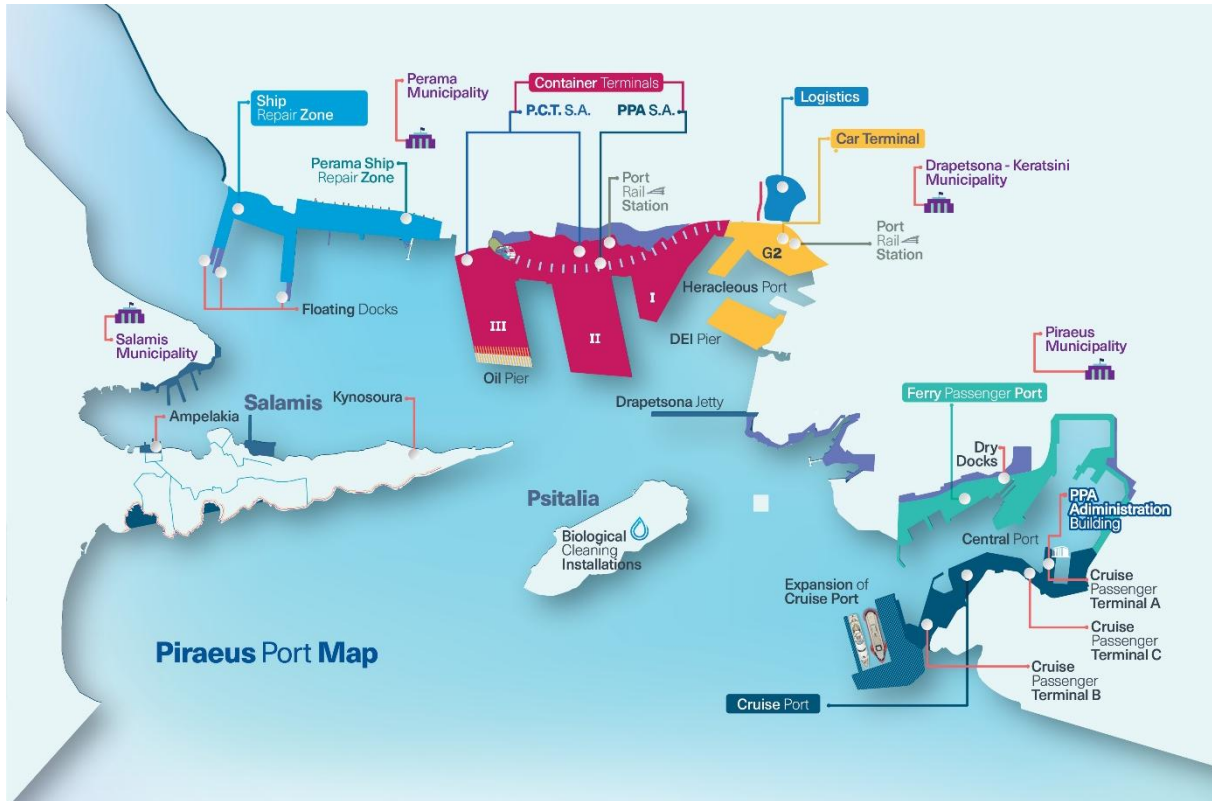 Ship
Repair Zone
Perama
Municipality
Container Terminals
P.C.T. S.A.
PPA S.A.
Logistics
Car Terminal
Perama Ship
Repair Zone
Port
Rail
Station
Drapetsona - Keratsini
Municipality
Port
Rail
Station
G2
Heracleous Port
I
II
III
Floating Docks
Salamis
Municipality
DEI Pier
Piraeus
Municipality
Oil Pier
Ferry Passenger Port
Ampelakia
Salamis
Kynosoura
Drapetsona Jetty
Dry
Docks
Psitalia
PPA
Adiministration
Building
Biological
Cleaning
Installations
Central Port
Expansion of
Cruise Port
Cruise
Passenger
Terminal A
Cruise
Passenger
Terminal C
Piraeus Port Map
Cruise
Passenger
Terminal B
Cruise Port